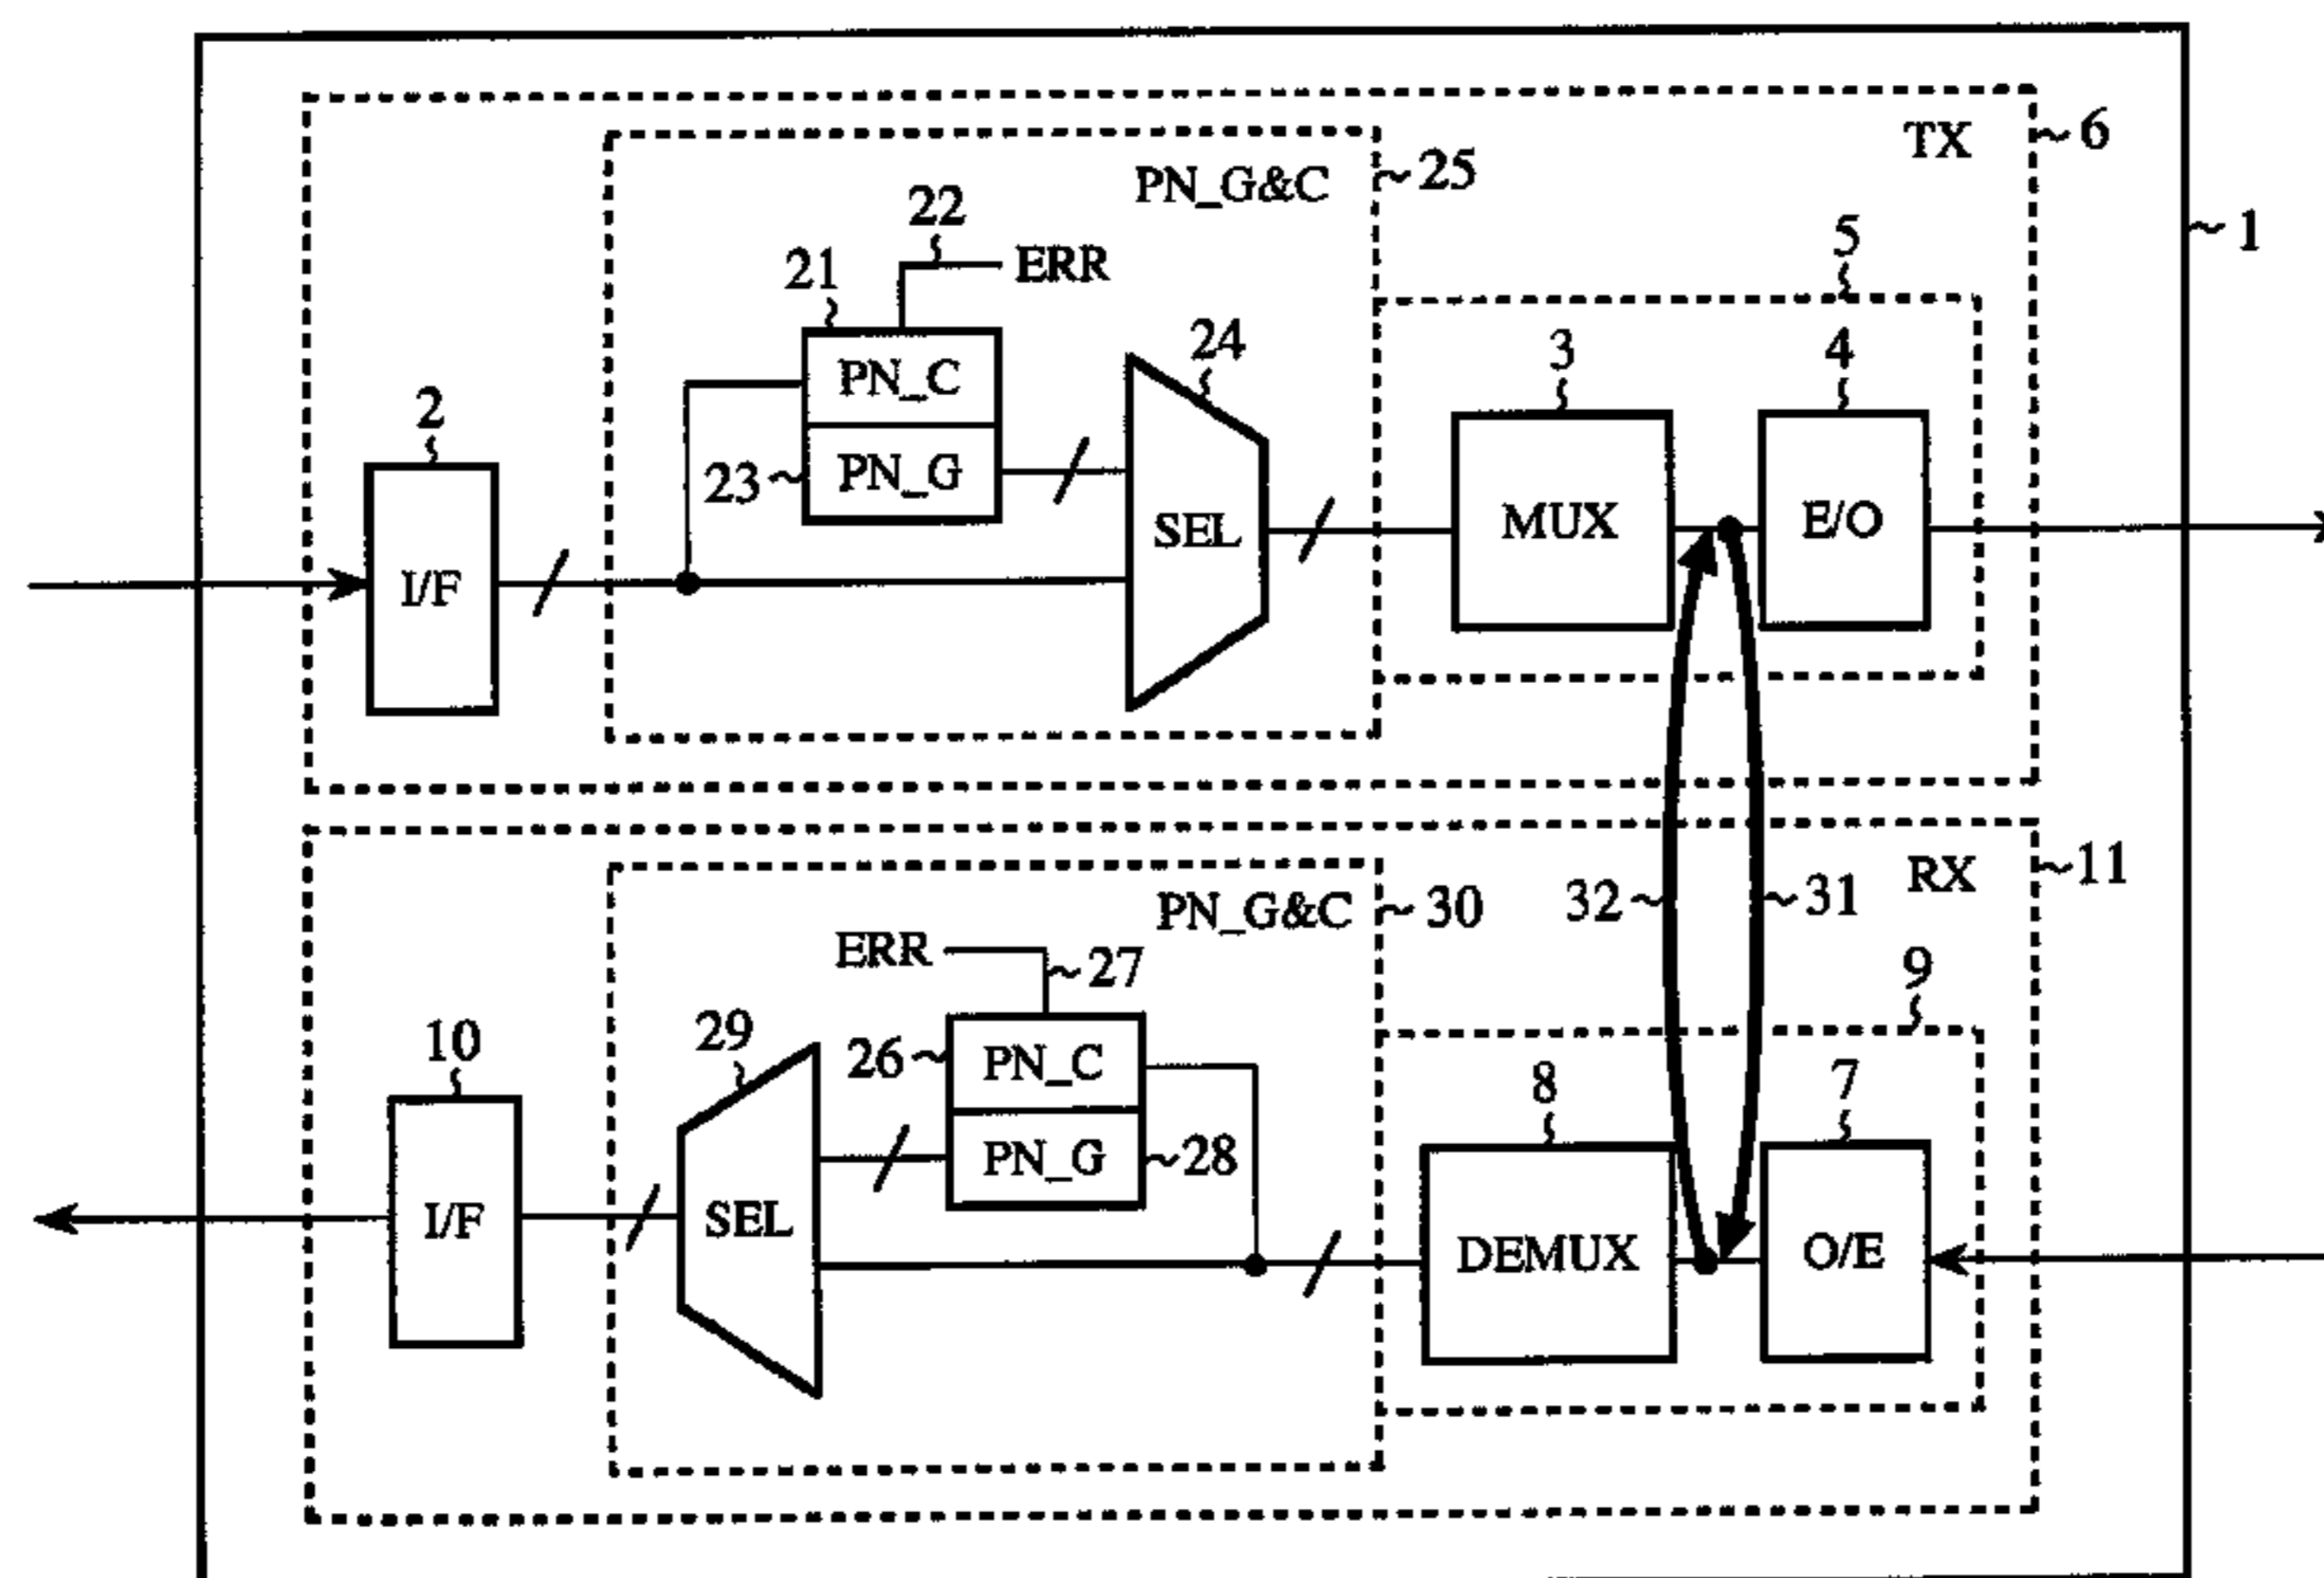 TX
6
PN_G&C
25
22
1
ERR
21
5
24
3
4
2
PN_C
23
PN_G
SEL
MUX
E/O
I/F
32
31
RX
11
PN_G&C
30
ERR
27
9
29
26
PN_C
10
8
7
PN_G
28
I/F
SEL
DEMUX
O/E